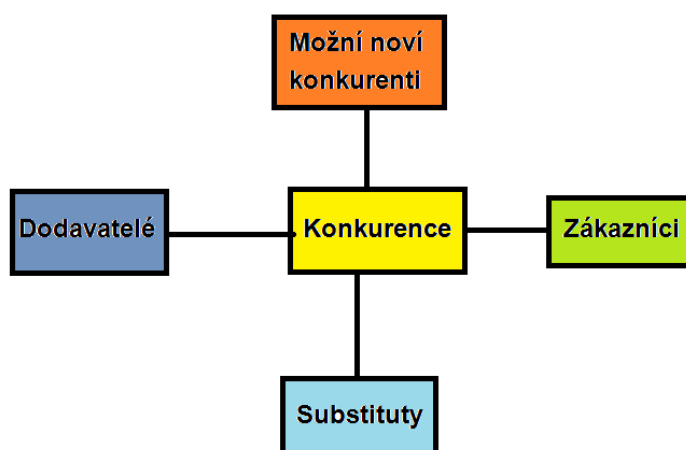 Možní noví
konkurenti
Dodavatelé
Konkurence
Zákazníci
Substituty